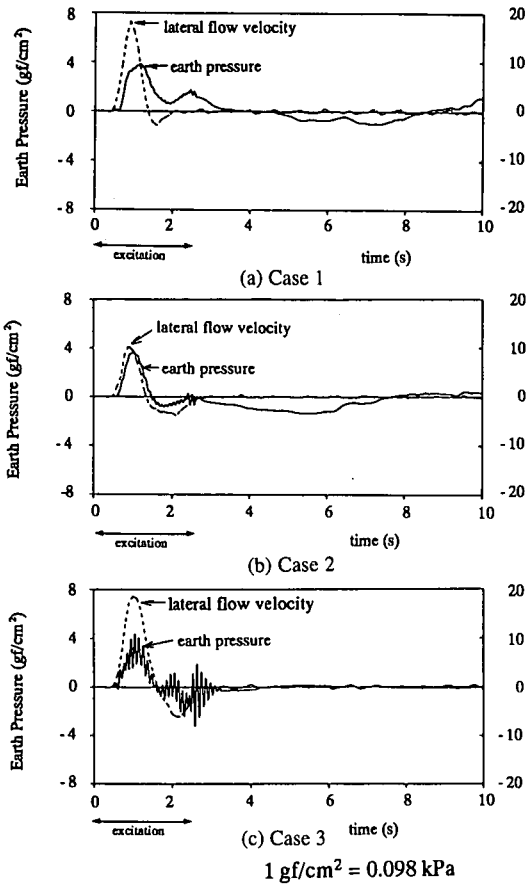 8
4
0
-4
-8
Earth Pressure (gf/cm²)
lateral flow velocity
earth pressure
20
10
0
-10
-20
0 2 4 6 8 10
excitation
time (s)
(a) Case 1
8
4
0
-4
-8
Earth Pressure (gf/cm²)
lateral flow velocity
earth pressure
20
10
0
-10
-20
0 2 4 6 8 10
excitation
time (s)
(b) Case 2
8
4
0
-4
-8
Earth Pressure (gf/cm²)
lateral flow velocity
earth pressure
20
10
0
-10
-20
0 2 4 6 8 10
excitation
time (s)
(c) Case 3
1 gf/cm² = 0.098 kPa